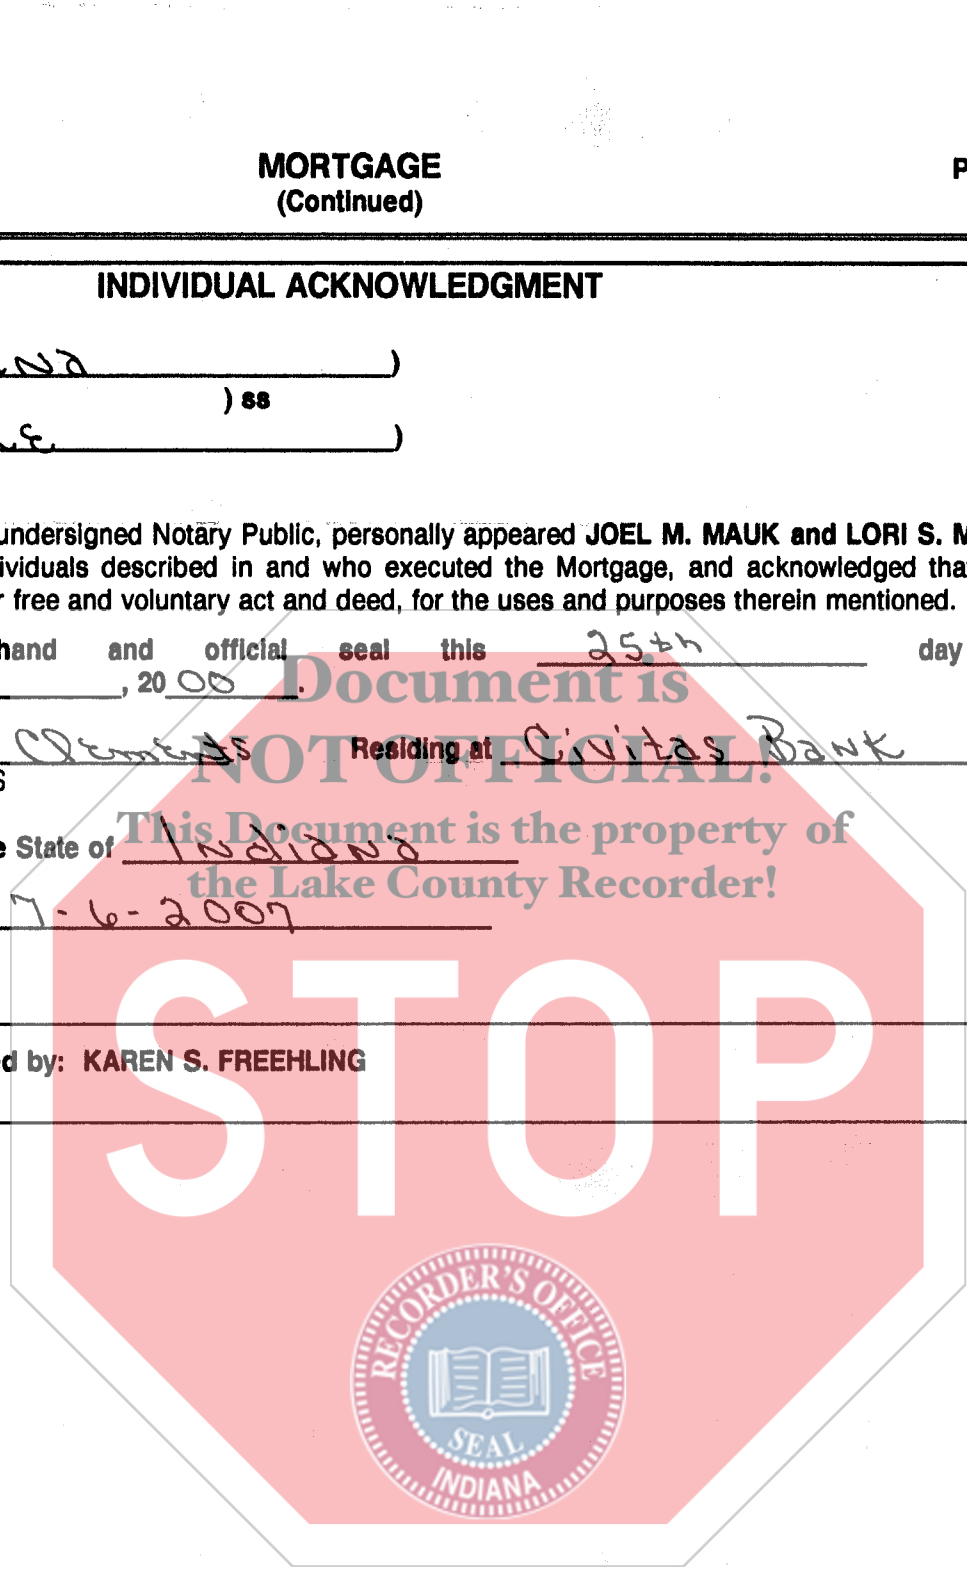 MORTGAGE
(Continued)
INDIVIDUAL ACKNOWLEDGMENT
)
) ss
)
undersigned Notary Public, personally appeared JOEL M. MAUK and LORI S. M
ividuals described in and who executed the Mortgage, and acknowledged tha
r free and voluntary act and deed, for the uses and purposes therein mentioned.
hand and official seal this 25th day
, 20 00.
Document is
Clements Residing at Civitas Bank
NOT OFFICIAL!
This Document is the property of
e State of Indiana
the Lake County Recorder!
7-6-2007
STOP
d by: KAREN S. FREEHLING
RECORDER'S OFFICE
SEAL
INDIANA